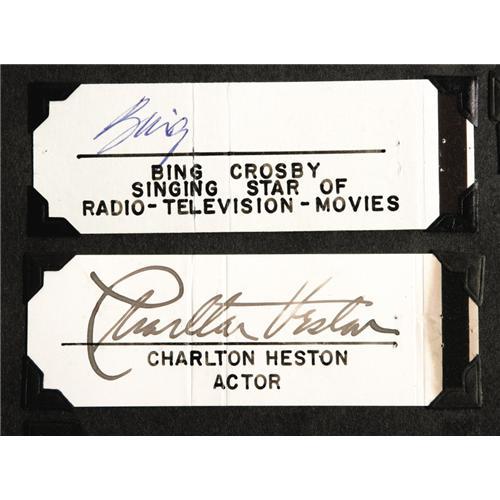 Bing
BING CROSBY
SINGING STAR OF
RADIO-TELEVISION-MOVIES
Charlton Heston
CHARLTON HESTON
ACTOR